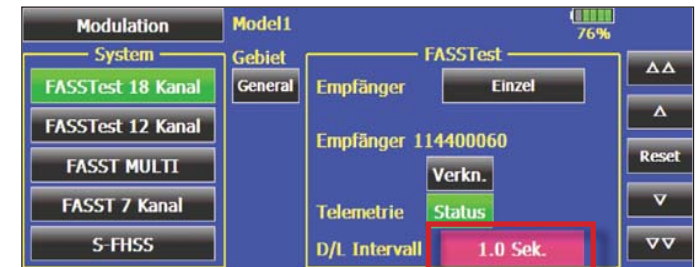 Modulation
Model1
76%
System
FASSTest 18 Kanal
FASSTest 12 Kanal
FASST MULTI
FASST 7 Kanal
S-FHSS
Gebiet
General
FASSTest
Empfänger Einzel
Empfänger 114400060
Verkn.
Telemetrie Status
D/L Intervall 1.0 Sek.
Reset